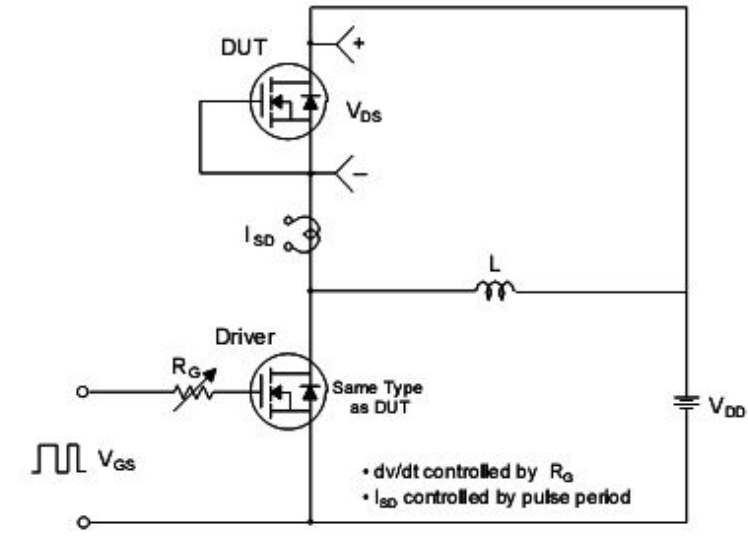 DUT
+
VDS
−
ISD
L
Driver
RG
Same Type
as DUT
VDD
VGS
• dv/dt controlled by RG
• ISD controlled by pulse period